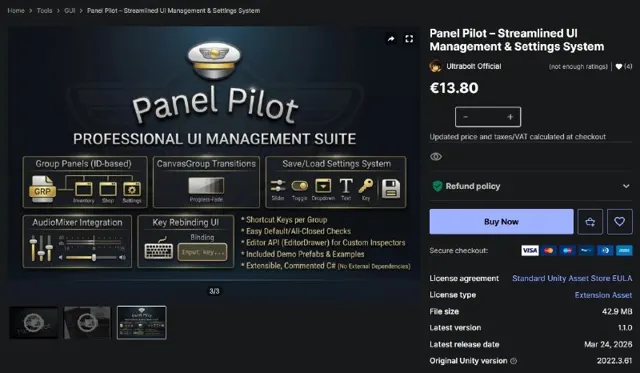 Home > Tools > GUI > Panel Pilot – Streamlined UI Management & Settings System
Panel Pilot
PROFESSIONAL UI MANAGEMENT SUITE
Group Panels (ID-based)
GRP
Inventory Shop Settings
CanvasGroup Transitions
Progress-Fade
Save/Load Settings System
Slider Toggle Dropdown Text Key
AudioMixer Integration
Key Rebinding UI
Binding
Input key...
* Shortcut Keys per Group
* Easy Default/All-Closed Checks
* Editor API (EditorDrawer) for Custom Inspectors
* Included Demo Prefabs & Examples
* Extensible, Commented C# (No External Dependencies)
3/3
Panel Pilot – Streamlined UI
Management & Settings System
Ultrabolt Official (not enough ratings) | (4)
€13.80
- +
Updated price and taxes/VAT calculated at checkout
Refund policy
Buy Now
Secure checkout: VISA
License agreement Standard Unity Asset Store EULA
License type Extension Asset
File size 42.9 MB
Latest version 1.1.0
Latest release date Mar 24, 2026
Original Unity version 2022.3.61